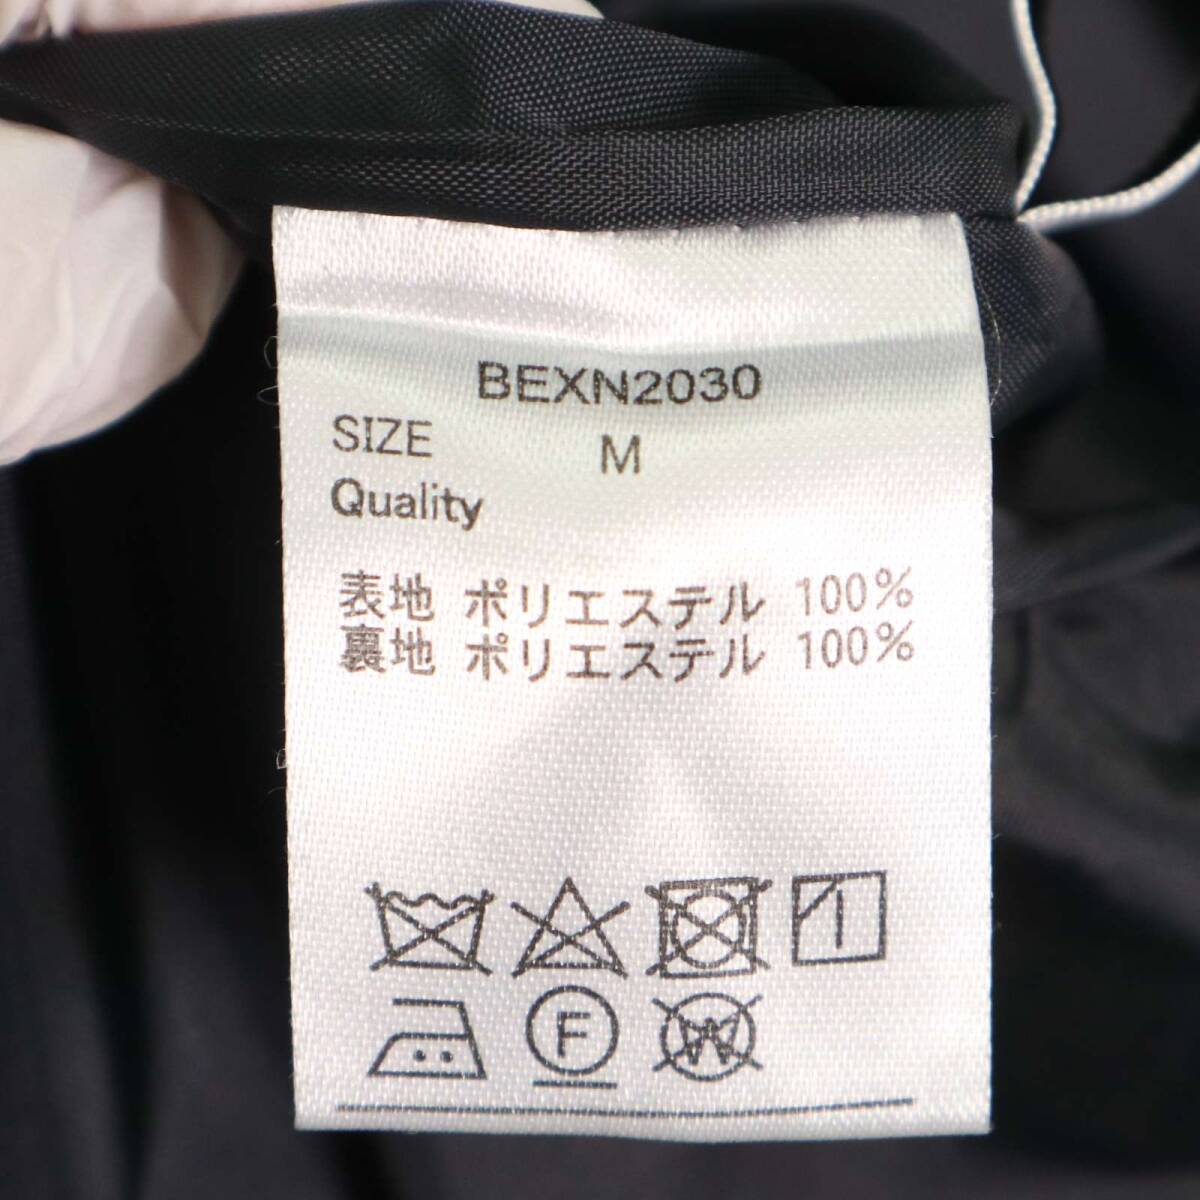 BEXN2030
SIZE M
Quality
表地 ポリエステル 100%
裏地 ポリエステル 100%
F
W